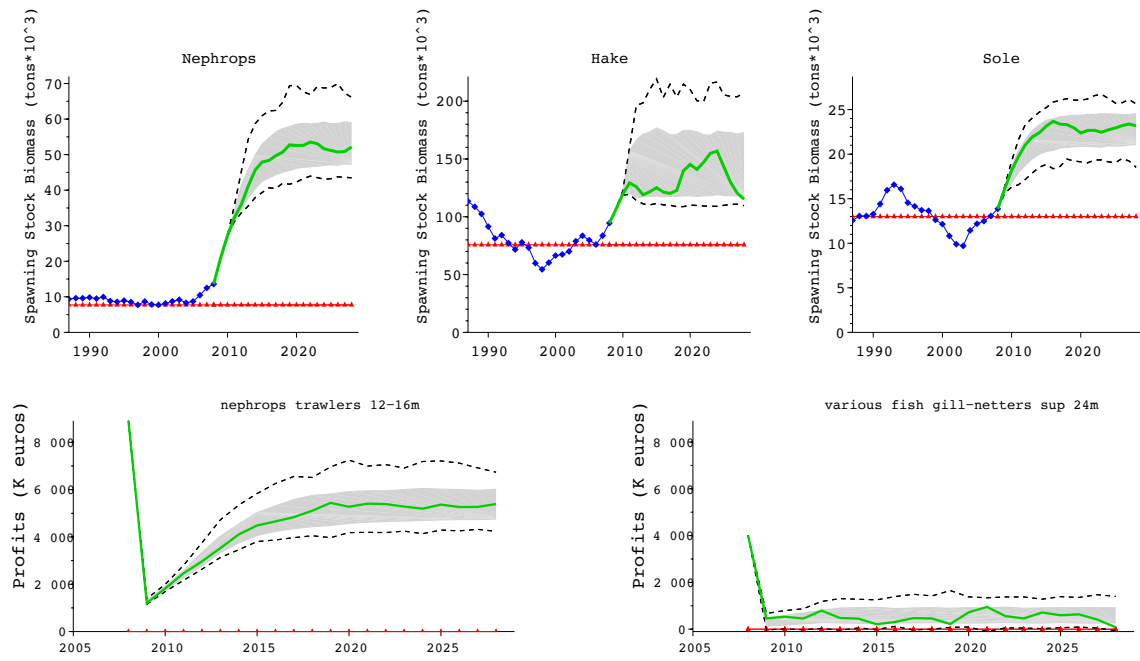 Nephrops
Spawning Stock Biomass (tons*10^3)
70
60
50
40
30
20
10
0
1990 2000 2010 2020
Hake
Spawning Stock Biomass (tons*10^3)
200
150
100
50
0
1990 2000 2010 2020
Sole
Spawning Stock Biomass (tons*10^3)
25
20
15
10
5
0
1990 2000 2010 2020
nephrops trawlers 12-16m
Profits (K euros)
8 000
6 000
4 000
2 000
0
2005 2010 2015 2020 2025
various fish gill-netters sup 24m
Profits (K euros)
8 000
6 000
4 000
2 000
0
2005 2010 2015 2020 2025